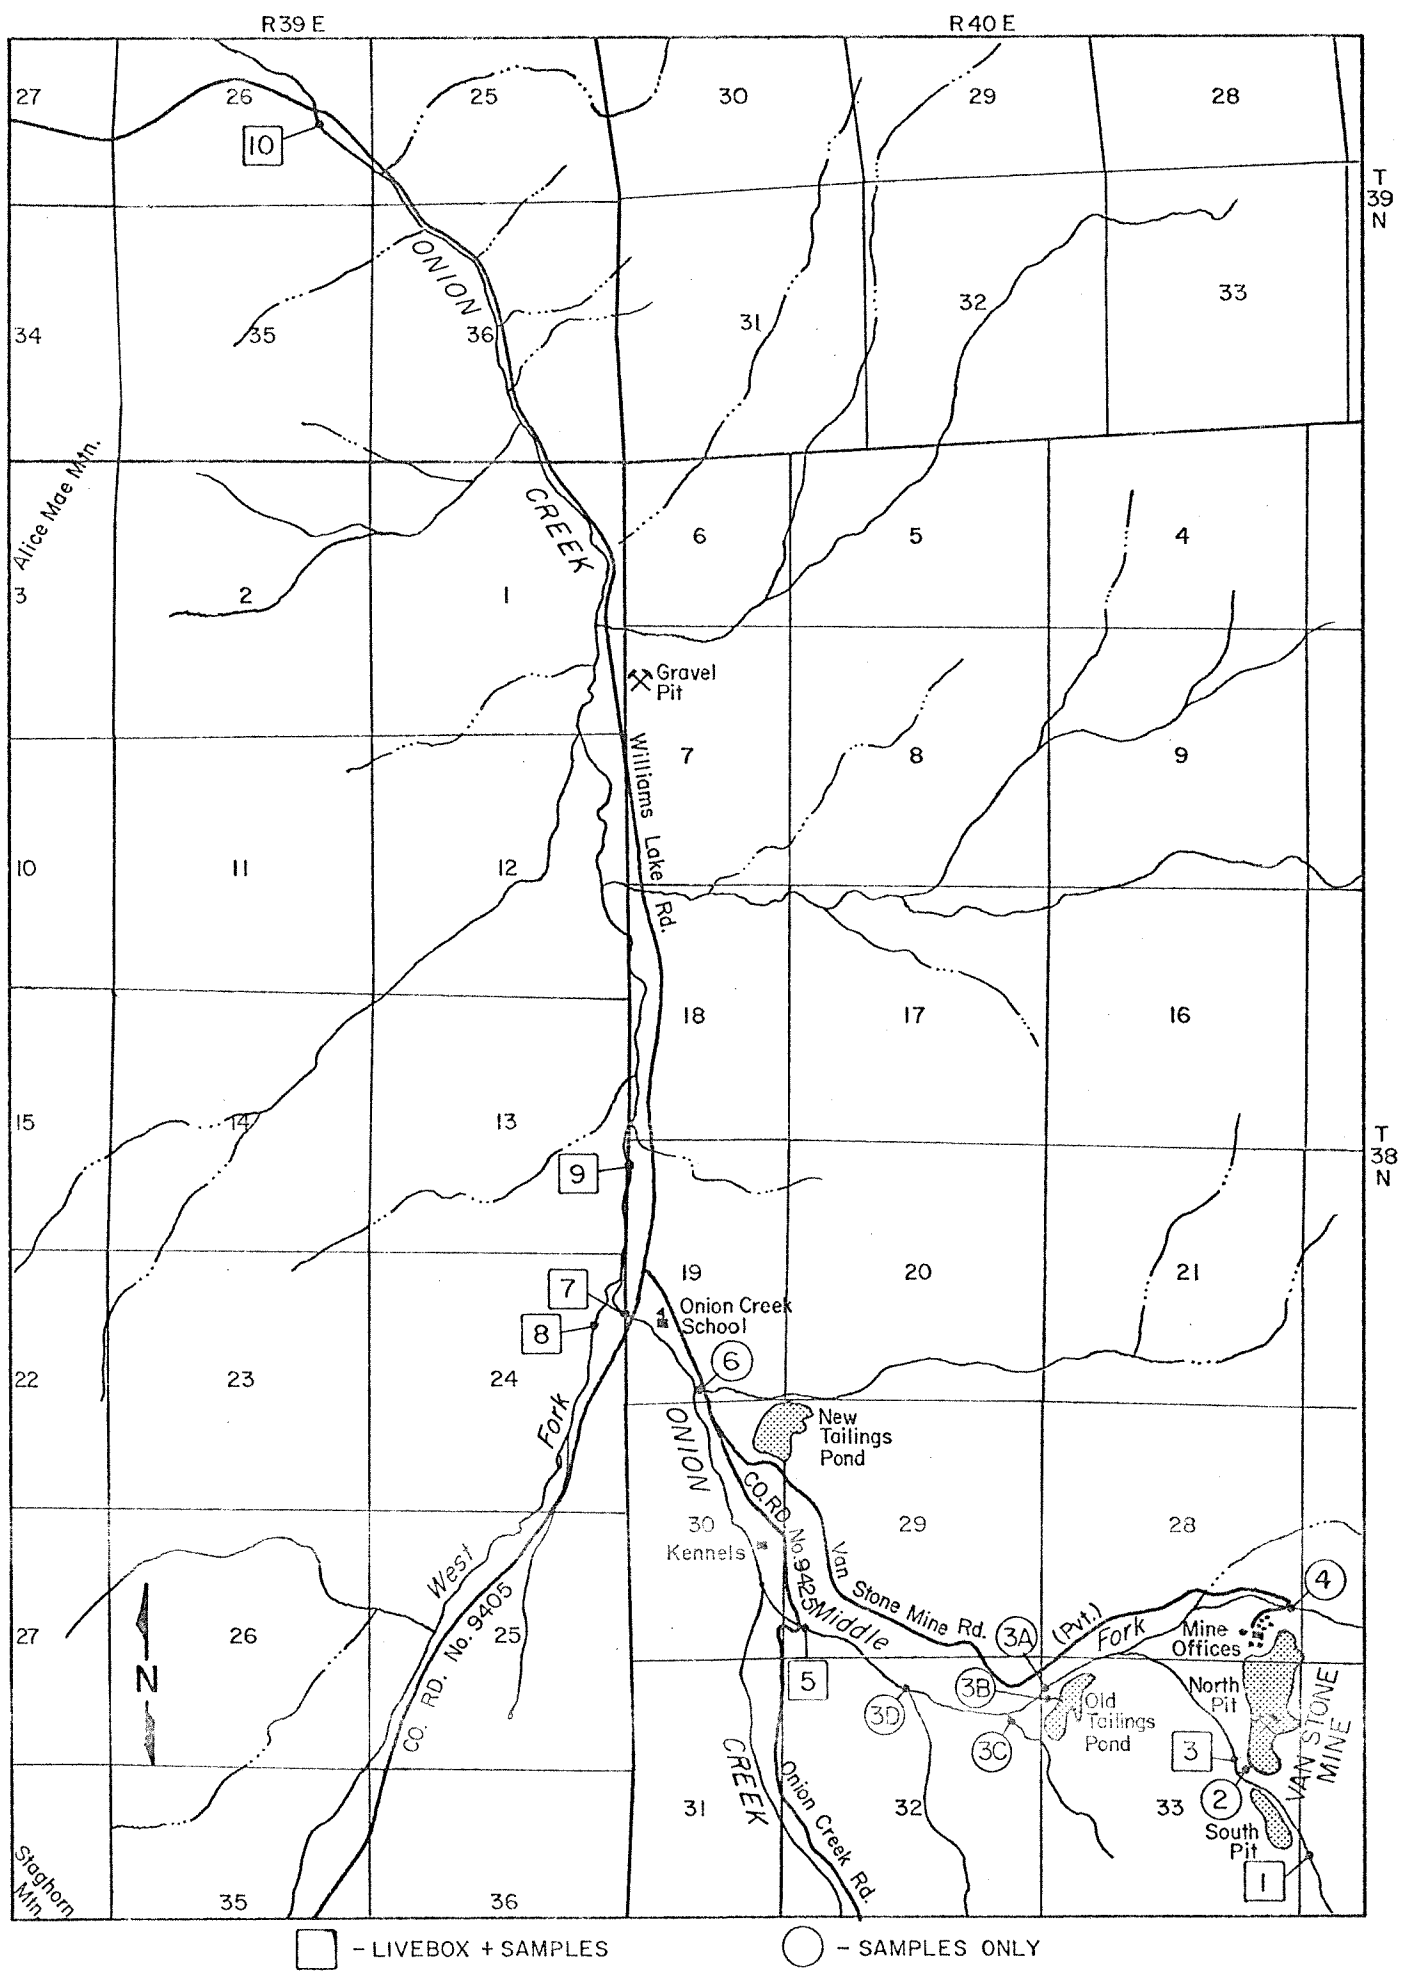 R39E R40E
27 26 25 30 29 28
10
T
39
N
ONION
34 35 36 31 32 33
Alice Mae Mtn.
CREEK
3 2 1 6 5 4
Gravel
Pit
Williams Lake Rd.
7 8 9
10 11 12
18 17 16
15 14 13
T
38
N
9
19 20 21
7
Onion Creek
School
8
6
22 23 24
Fork
ONION
New
Tailings
Pond
CO. RD. No. 9425
30 29 28
Kennels
Van Stone Mine Rd.
(Pvt.)
4
West
Middle
Fork
3A
Mine
Offices
27 26 25
CO. RD. No. 9405
N
5
3B
3D
3C
Old
Tailings
Pond
North
Pit
3
VAN STONE
MINE
2
CREEK
Onion Creek Rd.
31 32 33
South
Pit
1
Staghorn
Mtn.
35 36
- LIVEBOX + SAMPLES
- SAMPLES ONLY